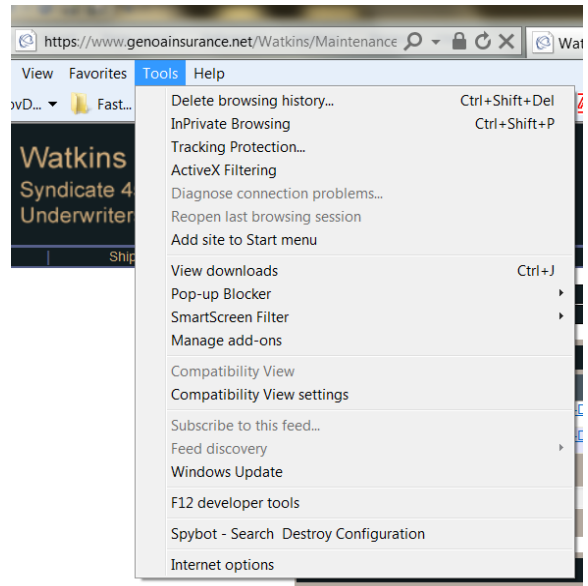 https://www.genoainsurance.net/Watkins/Maintenance
View Favorites Tools Help
Fast...
Watkins
Syndicate 4
Underwriter
Ship
Delete browsing history... Ctrl+Shift+Del
InPrivate Browsing Ctrl+Shift+P
Tracking Protection...
ActiveX Filtering
Diagnose connection problems...
Reopen last browsing session
Add site to Start menu
View downloads Ctrl+J
Pop-up Blocker
SmartScreen Filter
Manage add-ons
Compatibility View
Compatibility View settings
Subscribe to this feed...
Feed discovery
Windows Update
F12 developer tools
Spybot - Search Destroy Configuration
Internet options